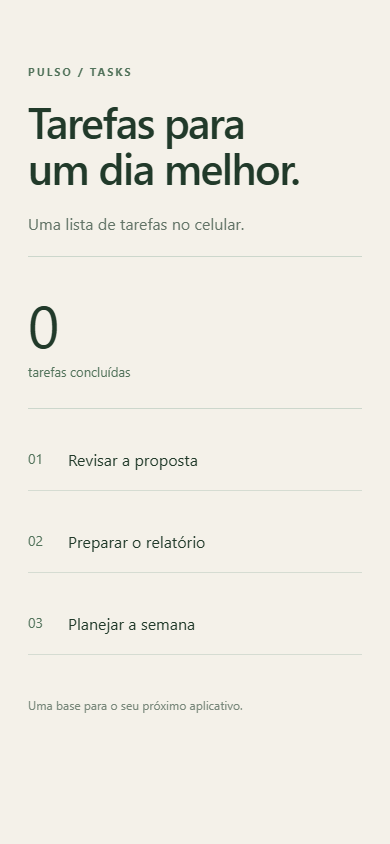 PULSO / TASKS
Tarefas para
um dia melhor.
Uma lista de tarefas no celular.
0
tarefas concluídas
01 Revisar a proposta
02 Preparar o relatório
03 Planejar a semana
Uma base para o seu próximo aplicativo.